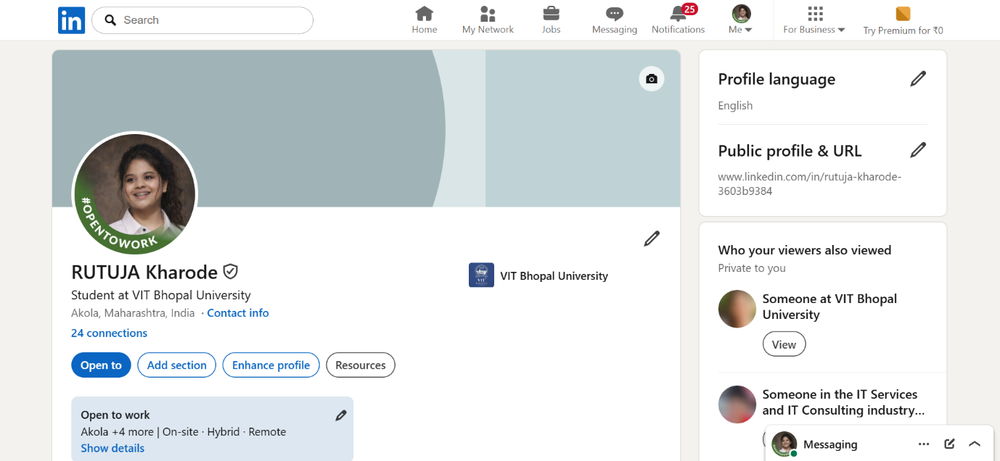 in
Search
Home
My Network
Jobs
Messaging
25
Notifications
Me
For Business
Try Premium for ₹0
#OPENTOWORK
RUTUJA Kharode
Student at VIT Bhopal University
Akola, Maharashtra, India · Contact info
24 connections
VIT
VIT Bhopal University
Open to
Add section
Enhance profile
Resources
Open to work
Akola +4 more | On-site · Hybrid · Remote
Show details
Profile language
English
Public profile & URL
www.linkedin.com/in/rutuja-kharode-
3603b9384
Who your viewers also viewed
Private to you
Someone at VIT Bhopal
University
View
Someone in the IT Services
and IT Consulting industry...
Messaging